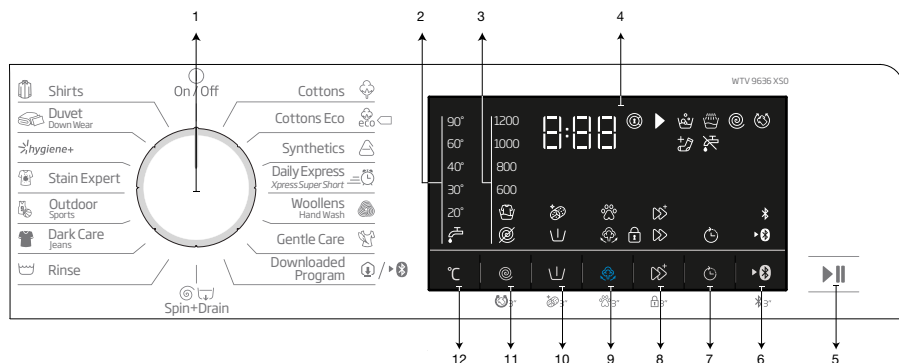 1
2
3
4
WTV 9636 XS0
On / Off
Shirts
Duvet
Down Wear
hygiene+
Stain Expert
Outdoor
Sports
Dark Care
Jeans
Rinse
Spin+Drain
Cottons
Cottons Eco
eco
Synthetics
Daily Express
Xpress Super Short
Woollens
Hand Wash
Gentle Care
Downloaded
Program
90°
60°
40°
30°
20°
1200
1000
800
600
8:88
°C
3"
3"
3"
3"
3"
12
11
10
9
8
7
6
5